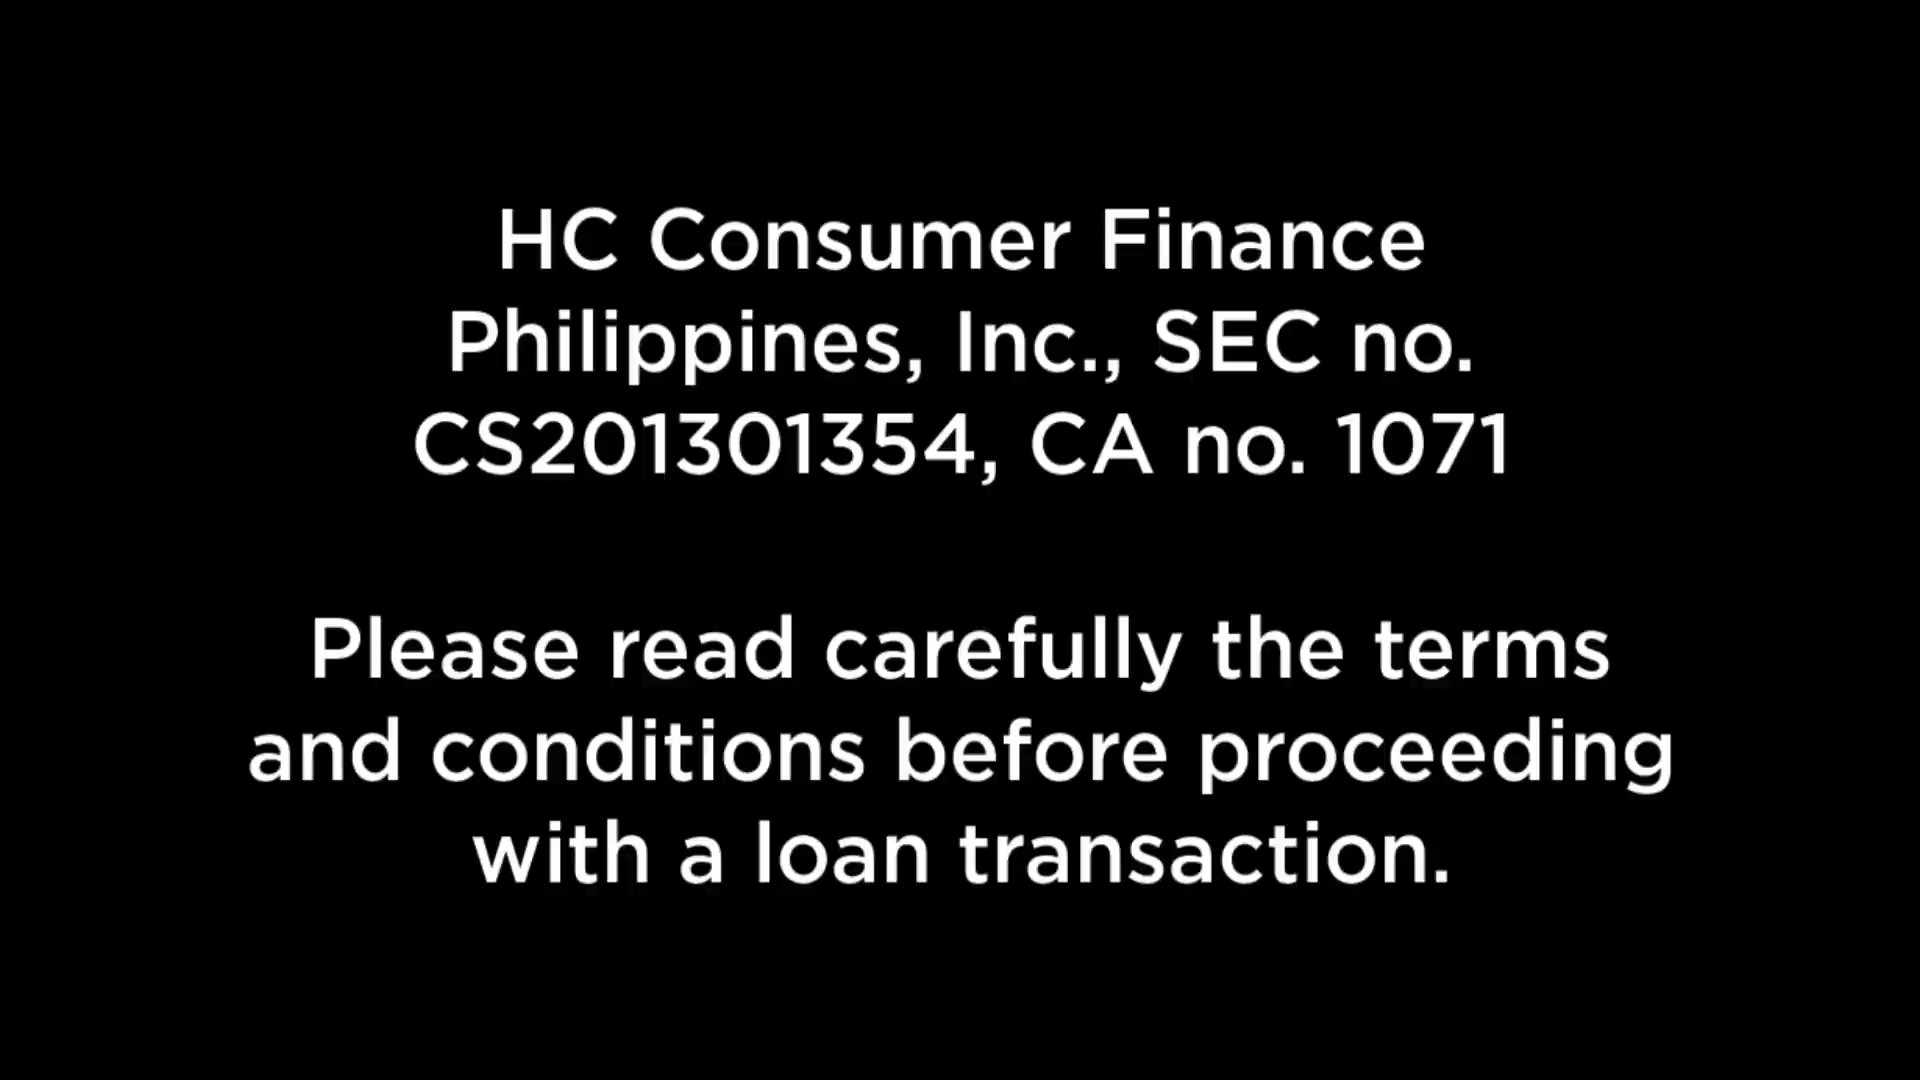 HC Consumer Finance
Philippines, Inc., SEC no.
CS201301354, CA no. 1071
Please read carefully the terms
and conditions before proceeding
with a loan transaction.